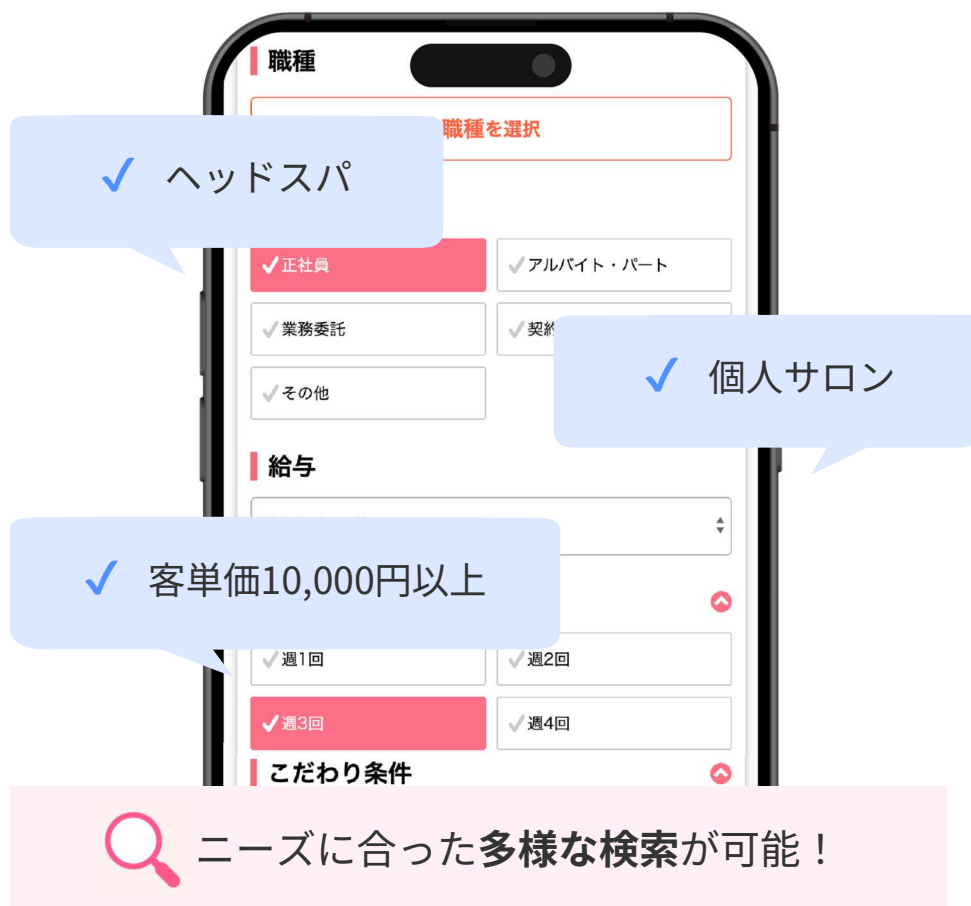 職種
職種を選択
✓ ヘッドスパ
✓正社員
✓アルバイト・パート
✓業務委託
✓契約
✓ 個人サロン
✓その他
給与
✓ 客単価10,000円以上
✓週1回
✓週2回
✓週3回
✓週4回
こだわり条件
ニーズに合った多様な検索が可能！